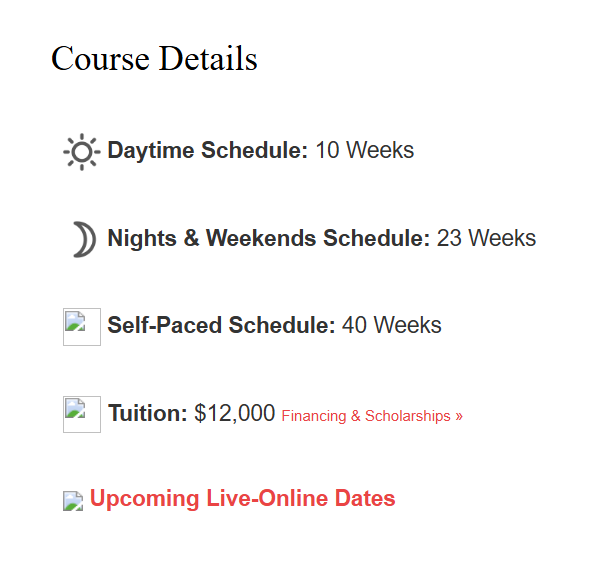 Course Details
Daytime Schedule: 10 Weeks
Nights & Weekends Schedule: 23 Weeks
Self-Paced Schedule: 40 Weeks
Tuition: $12,000 Financing & Scholarships »
Upcoming Live-Online Dates